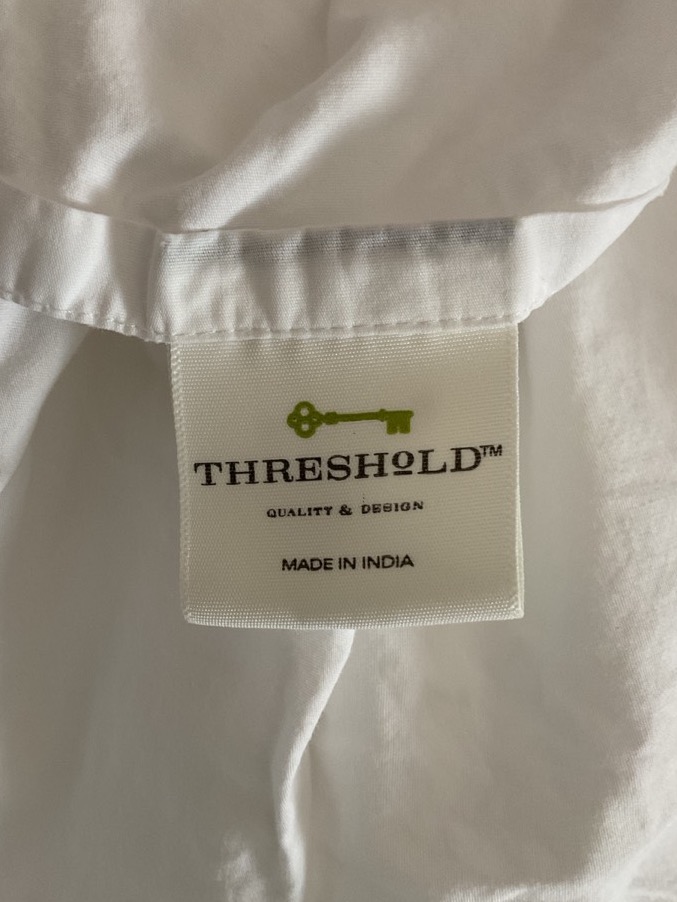 THRESHOLD™
QUALITY & DESIGN
MADE IN INDIA